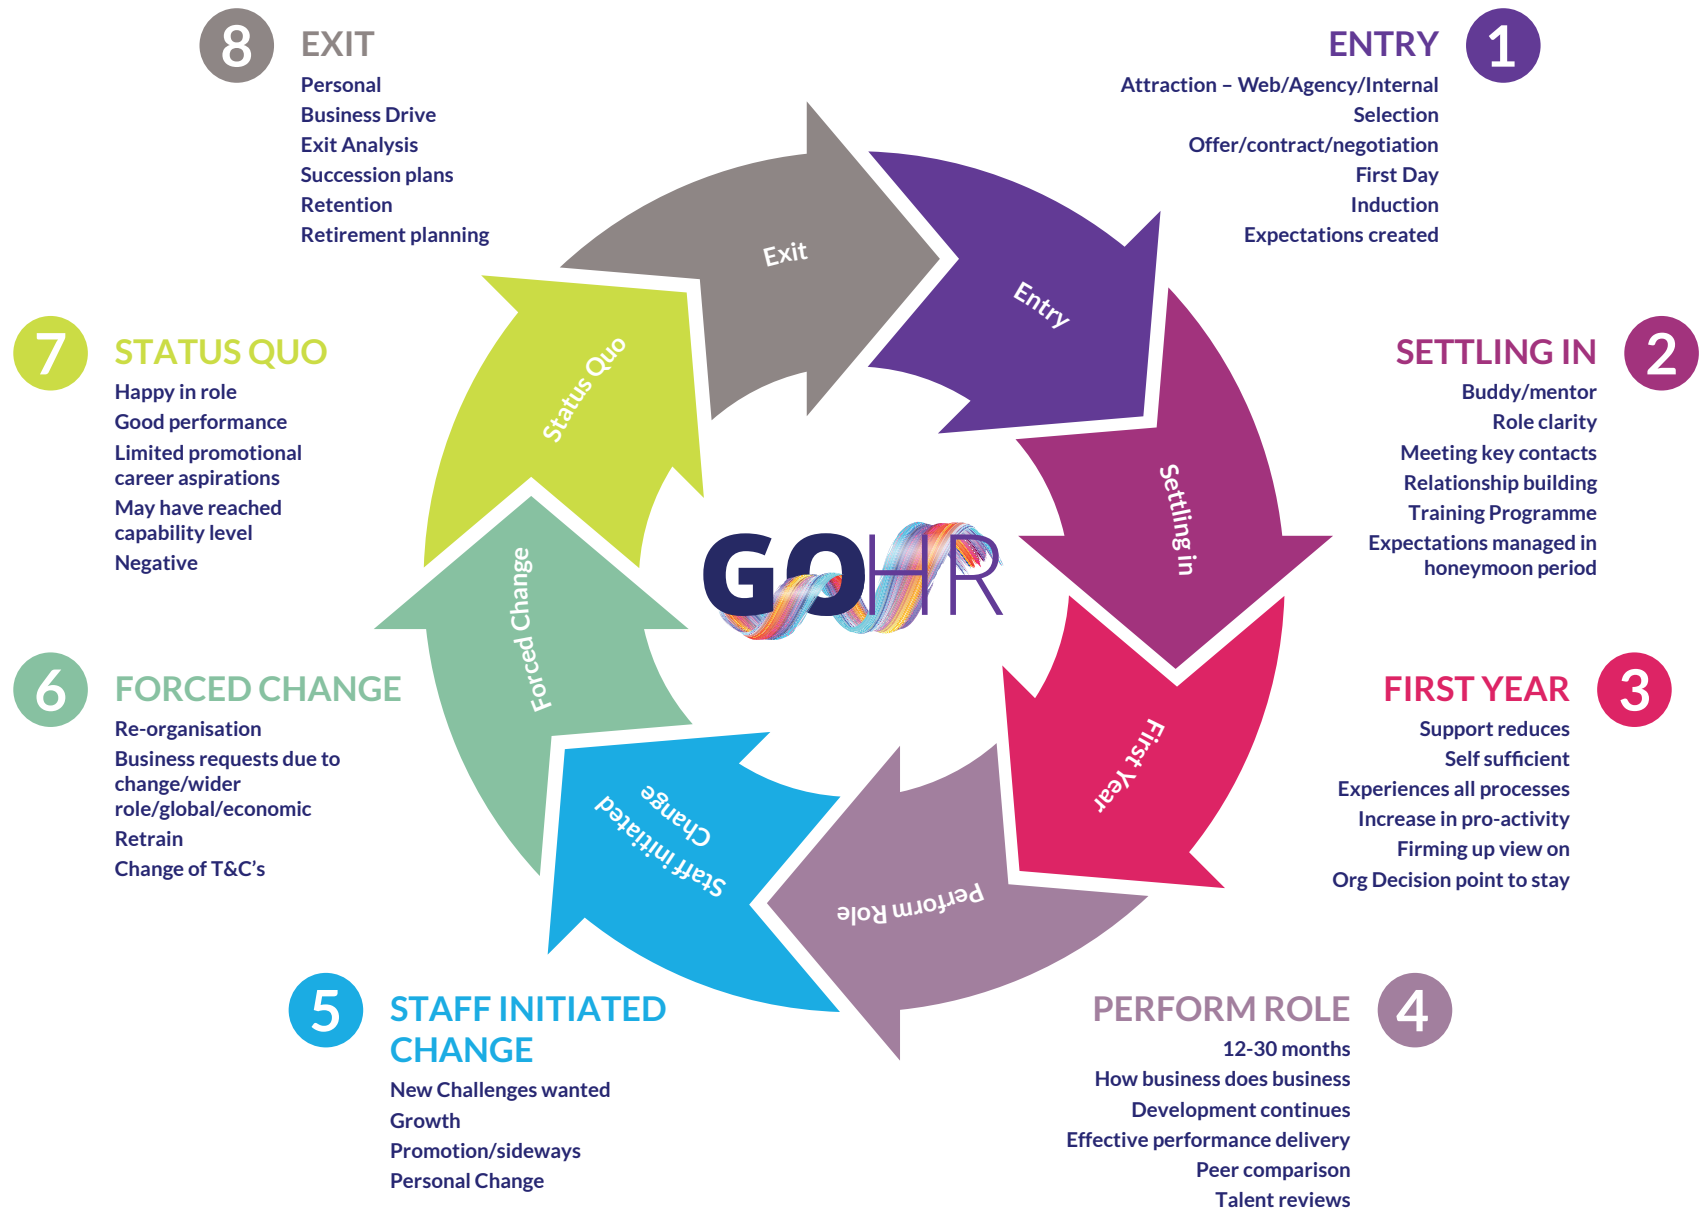 1
ENTRY
Attraction – Web/Agency/Internal
Selection
Offer/contract/negotiation
First Day
Induction
Expectations created
2
SETTLING IN
Buddy/mentor
Role clarity
Meeting key contacts
Relationship building
Training Programme
Expectations managed in
honeymoon period
3
FIRST YEAR
Support reduces
Self sufficient
Experiences all processes
Increase in pro-activity
Firming up view on
Org Decision point to stay
4
PERFORM ROLE
12-30 months
How business does business
Development continues
Effective performance delivery
Peer comparison
Talent reviews
5
STAFF INITIATED
CHANGE
New Challenges wanted
Growth
Promotion/sideways
Personal Change
6
FORCED CHANGE
Re-organisation
Business requests due to
change/wider
role/global/economic
Retrain
Change of T&C’s
7
STATUS QUO
Happy in role
Good performance
Limited promotional
career aspirations
May have reached
capability level
Negative
8
EXIT
Personal
Business Drive
Exit Analysis
Succession plans
Retention
Retirement planning
Entry
Settling in
First Year
Perform Role
Staff initiated
Change
Forced Change
Status Quo
Exit
GOHR